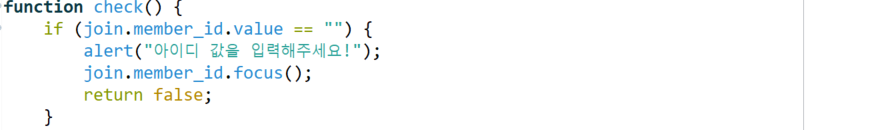 function check() {
    if (join.member_id.value == "") {
        alert("아이디 값을 입력해주세요!");
        join.member_id.focus();
        return false;
    }